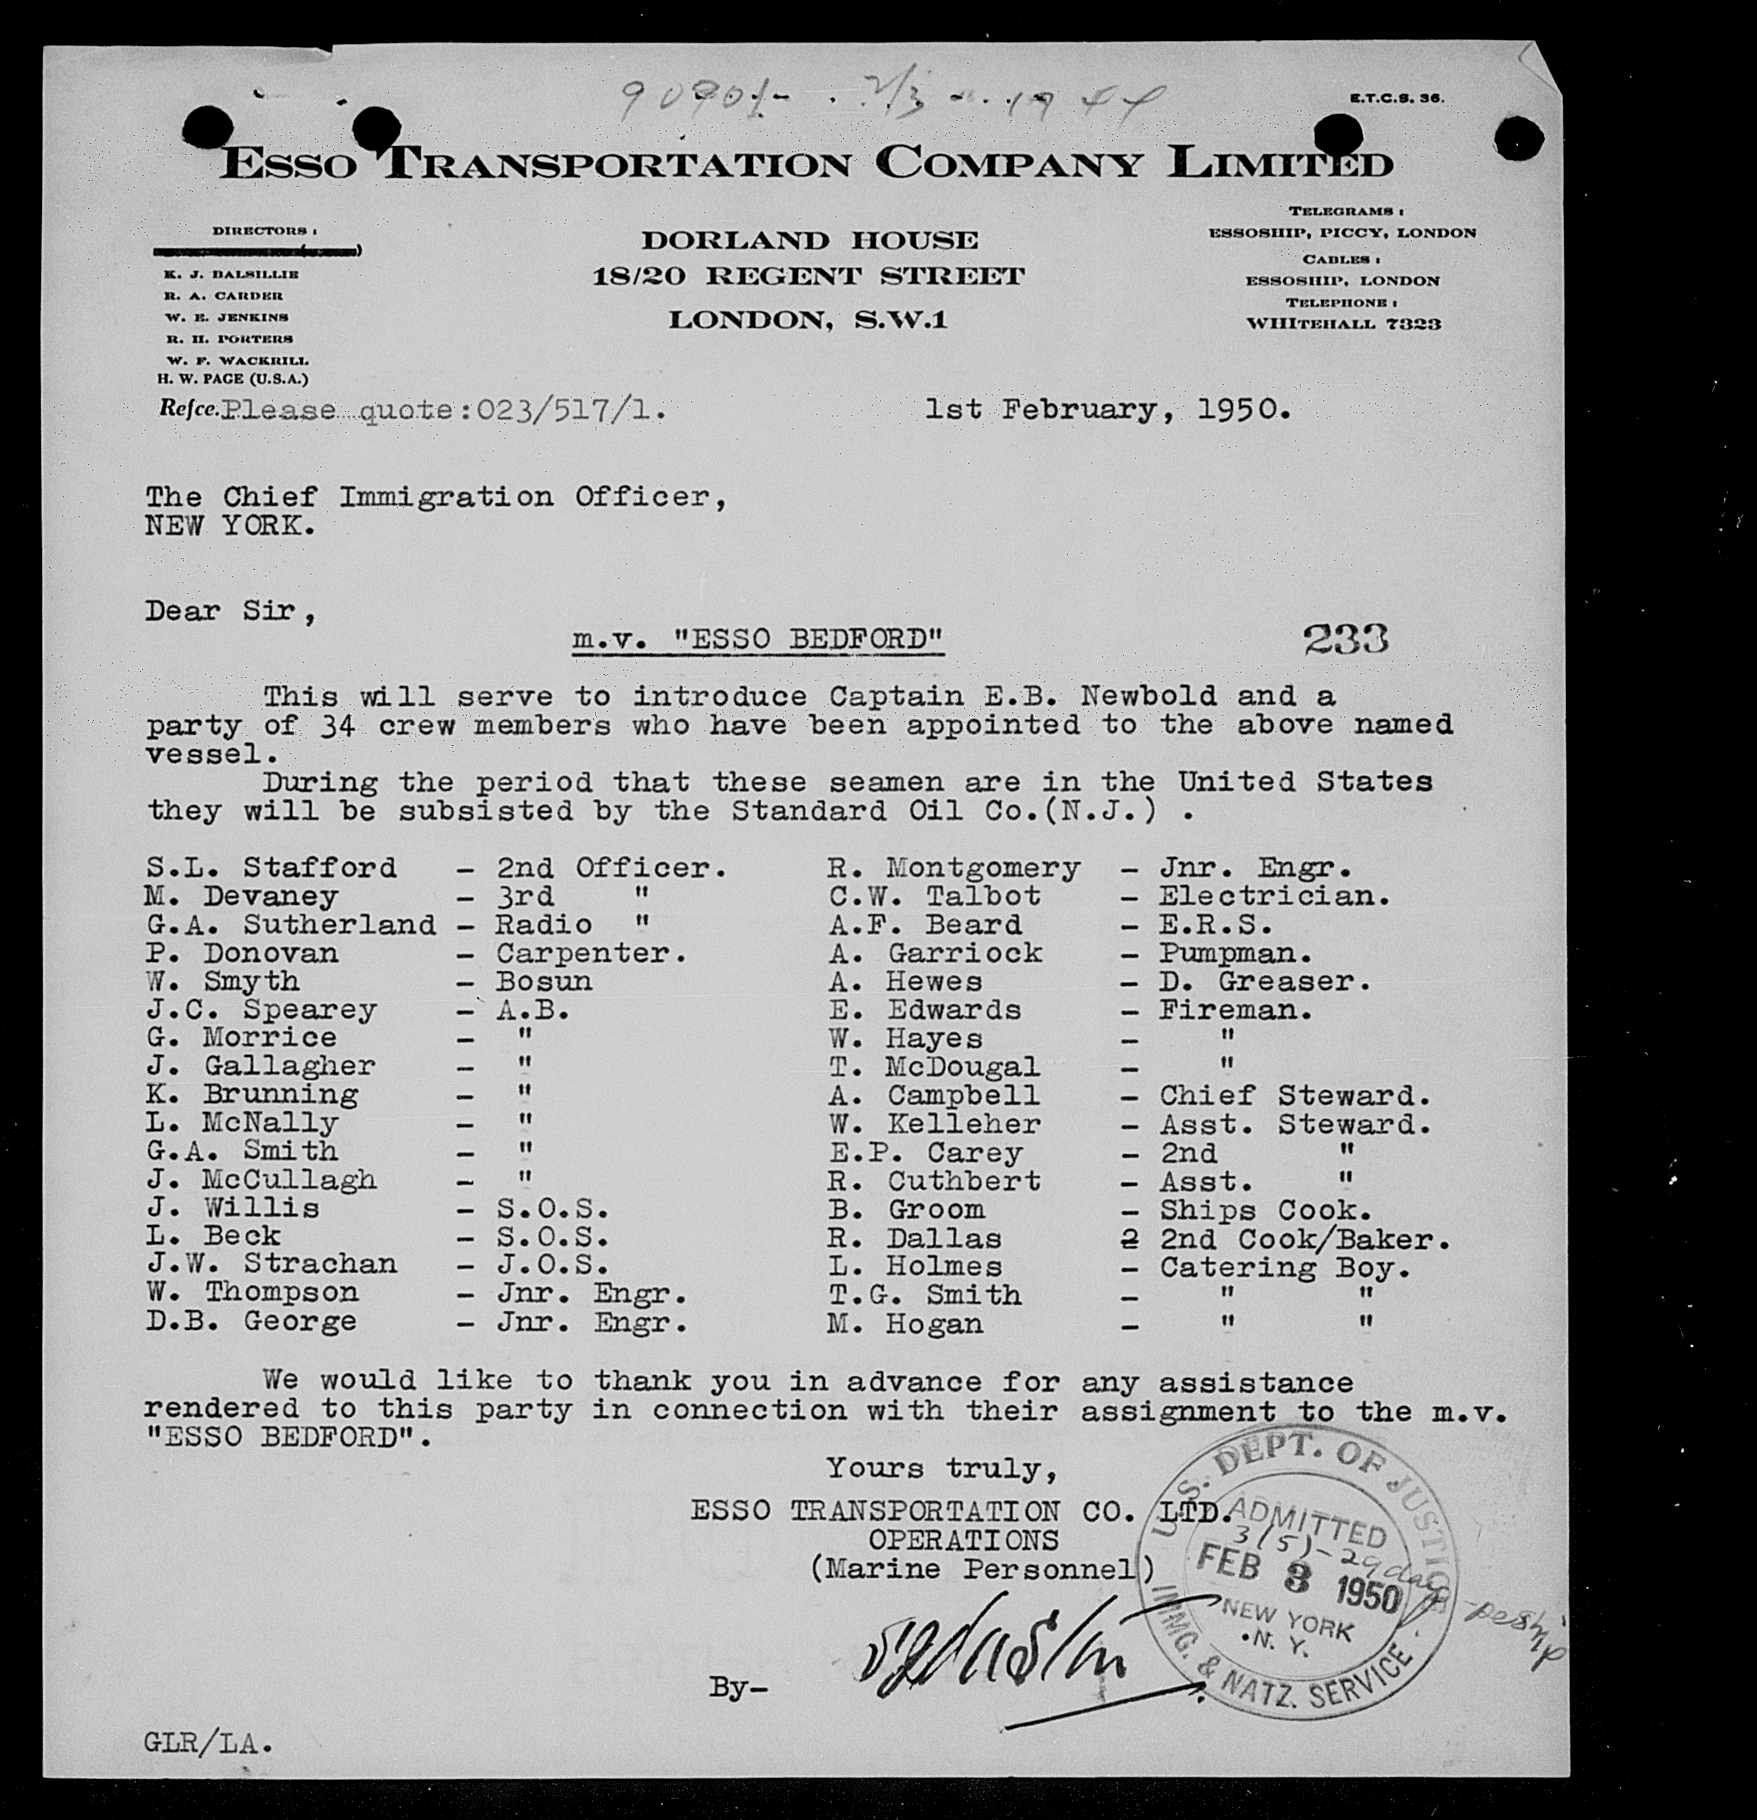 E.T.C.S. 36.
ESSO TRANSPORTATION COMPANY LIMITED
DIRECTORS:
K. J. DALSILLIE
R. A. CARDER
W. E. JENKINS
R. H. PORTERS
W. F. WACKRILL
H. W. PAGE (U.S.A.)
DORLAND HOUSE
18/20 REGENT STREET
LONDON, S.W.1
TELEGRAMS:
ESSOSHIP, PICCY, LONDON
CABLES:
ESSOSHIP, LONDON
TELEPHONE:
WHITEHALL 7323
Refce. Please quote:023/517/1.
1st February, 1950.
The Chief Immigration Officer,
NEW YORK.
Dear Sir,
m.v. "ESSO BEDFORD"
233
This will serve to introduce Captain E.B. Newbold and a
party of 34 crew members who have been appointed to the above named
vessel.
During the period that these seamen are in the United States
they will be subsisted by the Standard Oil Co.(N.J.) .
S.L. Stafford - 2nd Officer. R. Montgomery - Jnr. Engr.
M. Devaney - 3rd " C.W. Talbot - Electrician.
G.A. Sutherland - Radio " A.F. Beard - E.R.S.
P. Donovan - Carpenter. A. Garriock - Pumpman.
W. Smyth - Bosun A. Hewes - D. Greaser.
J.C. Spearey - A.B. E. Edwards - Fireman.
G. Morrice - " W. Hayes - "
J. Gallagher - " T. McDougal - "
K. Brunning - " A. Campbell - Chief Steward.
L. McNally - " W. Kelleher - Asst. Steward.
G.A. Smith - " E.P. Carey - 2nd "
J. McCullagh - " R. Cuthbert - Asst. "
J. Willis - S.O.S. B. Groom - Ships Cook.
L. Beck - S.O.S. R. Dallas - 2nd Cook/Baker.
J.W. Strachan - J.O.S. L. Holmes - Catering Boy.
W. Thompson - Jnr. Engr. T.G. Smith - " "
D.B. George - Jnr. Engr. M. Hogan - " "
We would like to thank you in advance for any assistance
rendered to this party in connection with their assignment to the m.v.
"ESSO BEDFORD".
Yours truly,
ESSO TRANSPORTATION CO. LTD.
OPERATIONS
(Marine Personnel)
By-
U.S. DEPT. OF JUSTICE
ADMITTED
3(5)-29 days
FEB 3 1950
NEW YORK
N. Y.
IMMG. & NATZ. SERVICE
GLR/LA.